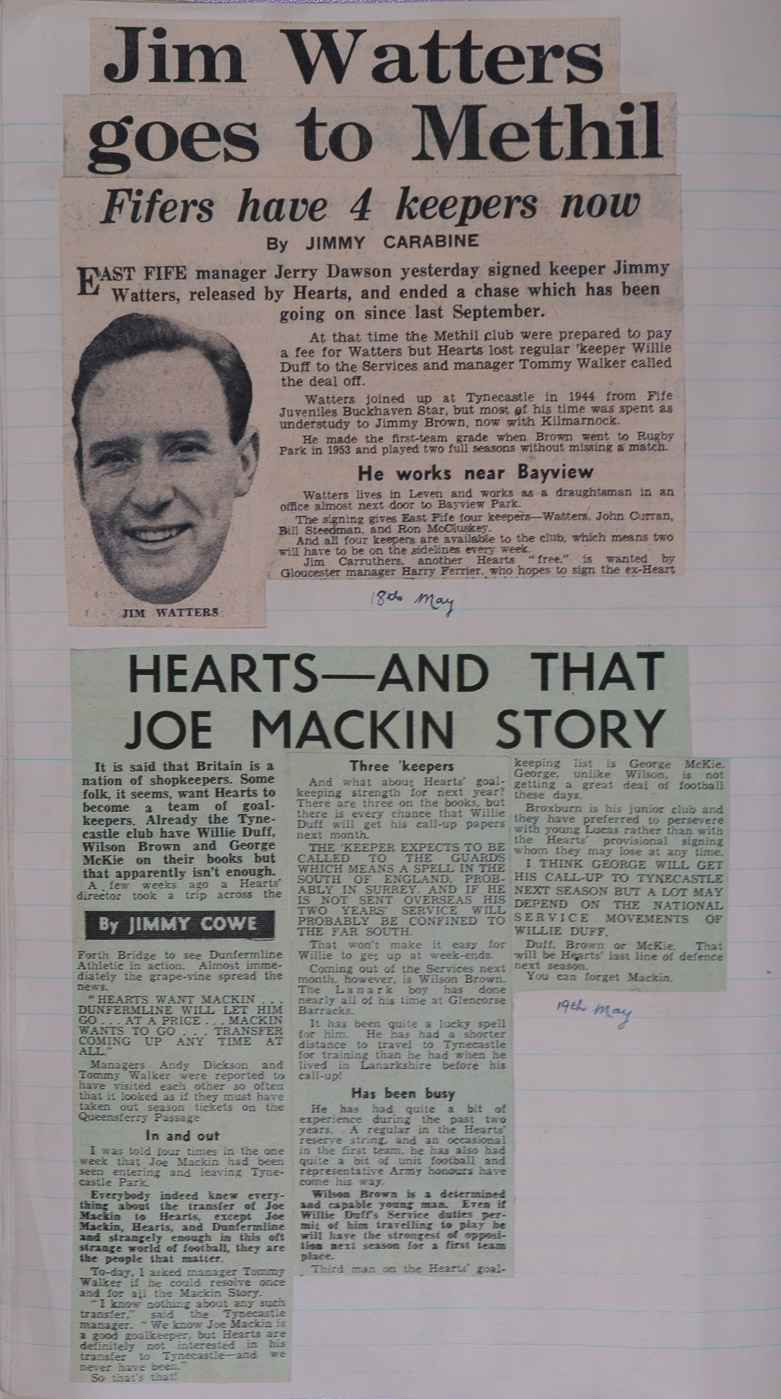 Jim Watters
goes to Methil
Fifers have 4 keepers now
By JIMMY CARABINE
EAST FIFE manager Jerry Dawson yesterday signed keeper Jimmy
Watters, released by Hearts, and ended a chase which has been
going on since last September.
At that time the Methil club were prepared to pay
a fee for Watters but Hearts lost regular 'keeper Willie
Duff to the Services and manager Tommy Walker called
the deal off.
Watters joined up at Tynecastle in 1944 from Fife
Juveniles Buckhaven Star, but most of his time was spent as
understudy to Jimmy Brown, now with Kilmarnock.
He made the first-team grade when Brown went to Rugby
Park in 1953 and played two full seasons without missing a match.
He works near Bayview
Watters lives in Leven and works as a draughtsman in an
office almost next door to Bayview Park.
The signing gives East Fife four keepers—Watters, John Curran,
Bill Steedman, and Ron McCluskey.
And all four keepers are available to the club, which means two
will have to be on the sidelines every week.
Jim Carruthers, another Hearts "free," is wanted by
Gloucester manager Harry Ferrier, who hopes to sign the ex-Heart
JIM WATTERS
18th May
HEARTS—AND THAT
JOE MACKIN STORY
It is said that Britain is a
nation of shopkeepers. Some
folk, it seems, want Hearts to
become a team of goal-
keepers. Already the Tyne-
castle club have Willie Duff,
Wilson Brown and George
McKie on their books but
that apparently isn't enough.
A few weeks ago a Hearts'
director took a trip across the
By JIMMY COWE
Forth Bridge to see Dunfermline
Athletic in action. Almost imme-
diately the grape-vine spread the
news.
"HEARTS WANT MACKIN . . .
DUNFERMLINE WILL LET HIM
GO . . . AT A PRICE . . . MACKIN
WANTS TO GO . . . TRANSFER
COMING UP ANY TIME AT
ALL."
Managers Andy Dickson and
Tommy Walker were reported to
have visited each other so often
that it looked as if they must have
taken out season tickets on the
Queensferry Passage
In and out
I was told four times in the one
week that Joe Mackin had been
seen entering and leaving Tyne-
castle Park.
Everybody indeed knew every-
thing about the transfer of Joe
Mackin to Hearts, except Joe
Mackin, Hearts, and Dunfermline
and strangely enough in this oft
strange world of football, they are
the people that matter.
To-day, I asked manager Tommy
Walker if he could resolve once
and for all the Mackin Story.
"I know nothing about any such
transfer," said the Tynecastle
manager. "We know Joe Mackin is
a good goalkeeper, but Hearts are
definitely not interested in his
transfer to Tynecastle—and we
never have been."
So that's that!
Three 'keepers
And what about Hearts' goal-
keeping strength for next year?
There are three on the books, but
there is every chance that Willie
Duff will get his call-up papers
next month.
THE 'KEEPER EXPECTS TO BE
CALLED TO THE GUARDS
WHICH MEANS A SPELL IN THE
SOUTH OF ENGLAND, PROB-
ABLY IN SURREY, AND IF HE
IS NOT SENT OVERSEAS HIS
TWO YEARS' SERVICE WILL
PROBABLY BE CONFINED TO
THE FAR SOUTH.
That won't make it easy for
Willie to get up at week-ends.
Coming out of the Services next
month, however, is Wilson Brown.
The Lanark boy has done
nearly all of his time at Glencorse
Barracks.
It has been quite a lucky spell
for him. He has had a shorter
distance to travel to Tynecastle
for training than he had when he
lived in Lanarkshire before his
call-up!
Has been busy
He has had quite a bit of
experience during the past two
years. A regular in the Hearts'
reserve string, and an occasional
in the first team, he has also had
quite a bit of unit football and
representative Army honours have
come his way.
Wilson Brown is a determined
and capable young man. Even if
Willie Duff's Service duties per-
mit of him travelling to play he
will have the strongest of opposi-
tion next season for a first team
place.
Third man on the Hearts' goal-
keeping list is George McKie.
George, unlike Wilson, is not
getting a great deal of football
these days.
Broxburn is his junior club and
they have preferred to persevere
with young Lucas rather than with
the Hearts' provisional signing
whom they may lose at any time.
I THINK GEORGE WILL GET
HIS CALL-UP TO TYNECASTLE
NEXT SEASON BUT A LOT MAY
DEPEND ON THE NATIONAL
SERVICE MOVEMENTS OF
WILLIE DUFF.
Duff, Brown or McKie. That
will be Hearts' last line of defence
next season.
You can forget Mackin.
19th May